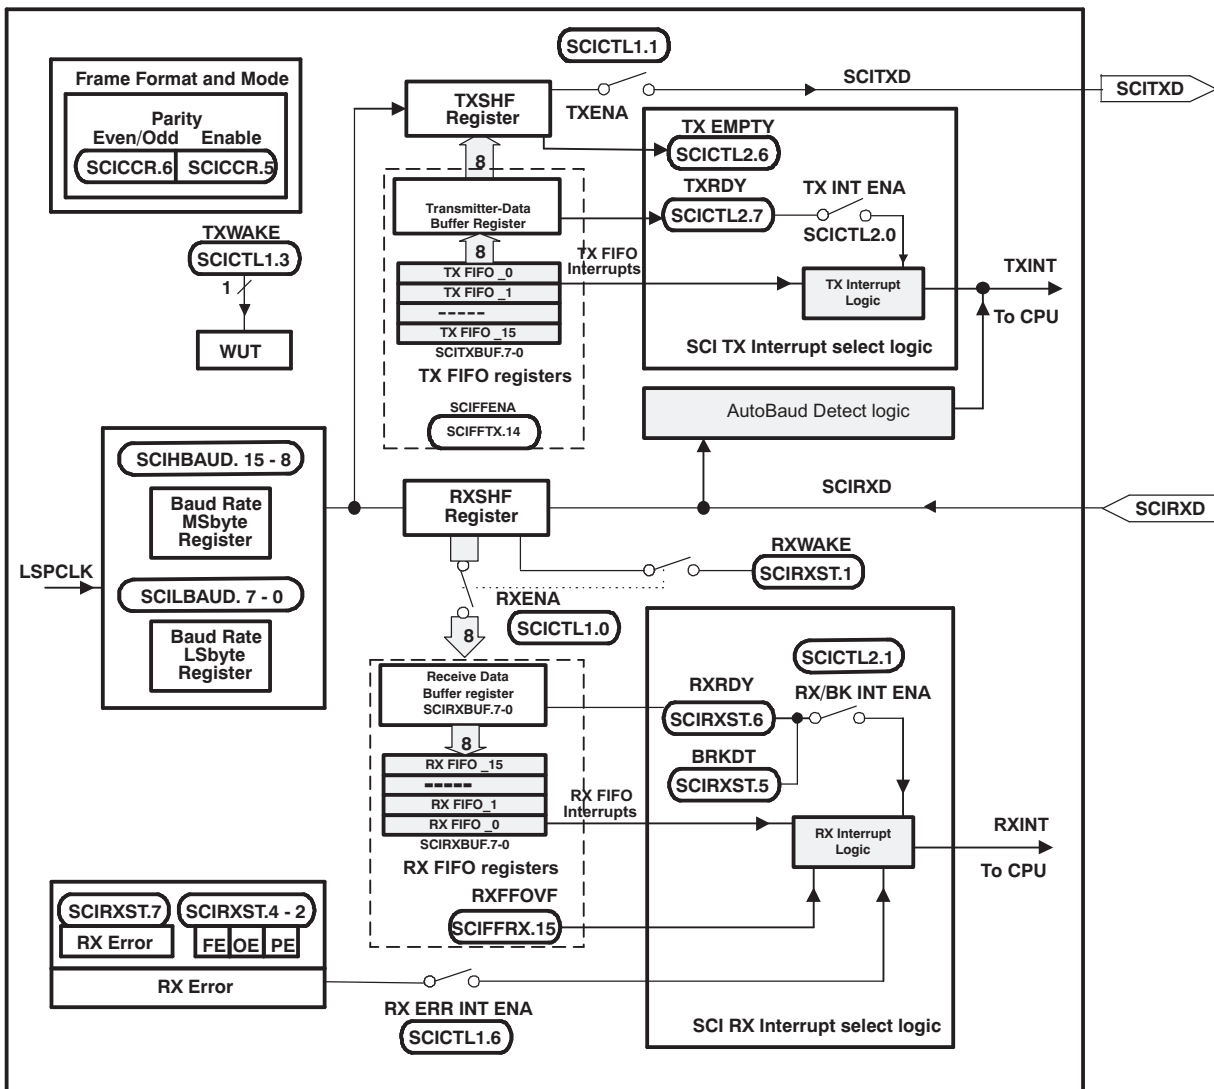 SCICTL1.1
Frame Format and Mode
Parity
Even/Odd Enable
SCICCR.6 SCICCR.5
TXSHF
Register
TXENA
SCITXD
SCITXD
8
TX EMPTY
SCICTL2.6
Transmitter-Data
Buffer Register
TXRDY
SCICTL2.7
TX INT ENA
SCICTL2.0
TXWAKE
SCICTL1.3
1
WUT
8
TX FIFO _0
TX FIFO _1
-----
TX FIFO _15
SCITXBUF.7-0
TX FIFO registers
SCIFFENA
SCIFFTX.14
TX FIFO
Interrupts
TX Interrupt
Logic
TXINT
To CPU
SCI TX Interrupt select logic
AutoBaud Detect logic
SCIHBAUD. 15 - 8
Baud Rate
MSbyte
Register
LSPCLK
SCILBAUD. 7 - 0
Baud Rate
LSbyte
Register
RXSHF
Register
SCIRXD
SCIRXD
RXWAKE
SCIRXST.1
RXENA
SCICTL1.0
8
Receive Data
Buffer register
SCIRXBUF.7-0
8
RX FIFO _15
-----
RX FIFO_1
RX FIFO _0
SCIRXBUF.7-0
RX FIFO registers
RXFFOVF
SCIFFRX.15
RX FIFO
Interrupts
SCICTL2.1
RXRDY
RX/BK INT ENA
SCIRXST.6
BRKDT
SCIRXST.5
RX Interrupt
Logic
RXINT
To CPU
SCI RX Interrupt select logic
SCIRXST.7 SCIRXST.4 - 2
RX Error FE OE PE
RX Error
RX ERR INT ENA
SCICTL1.6